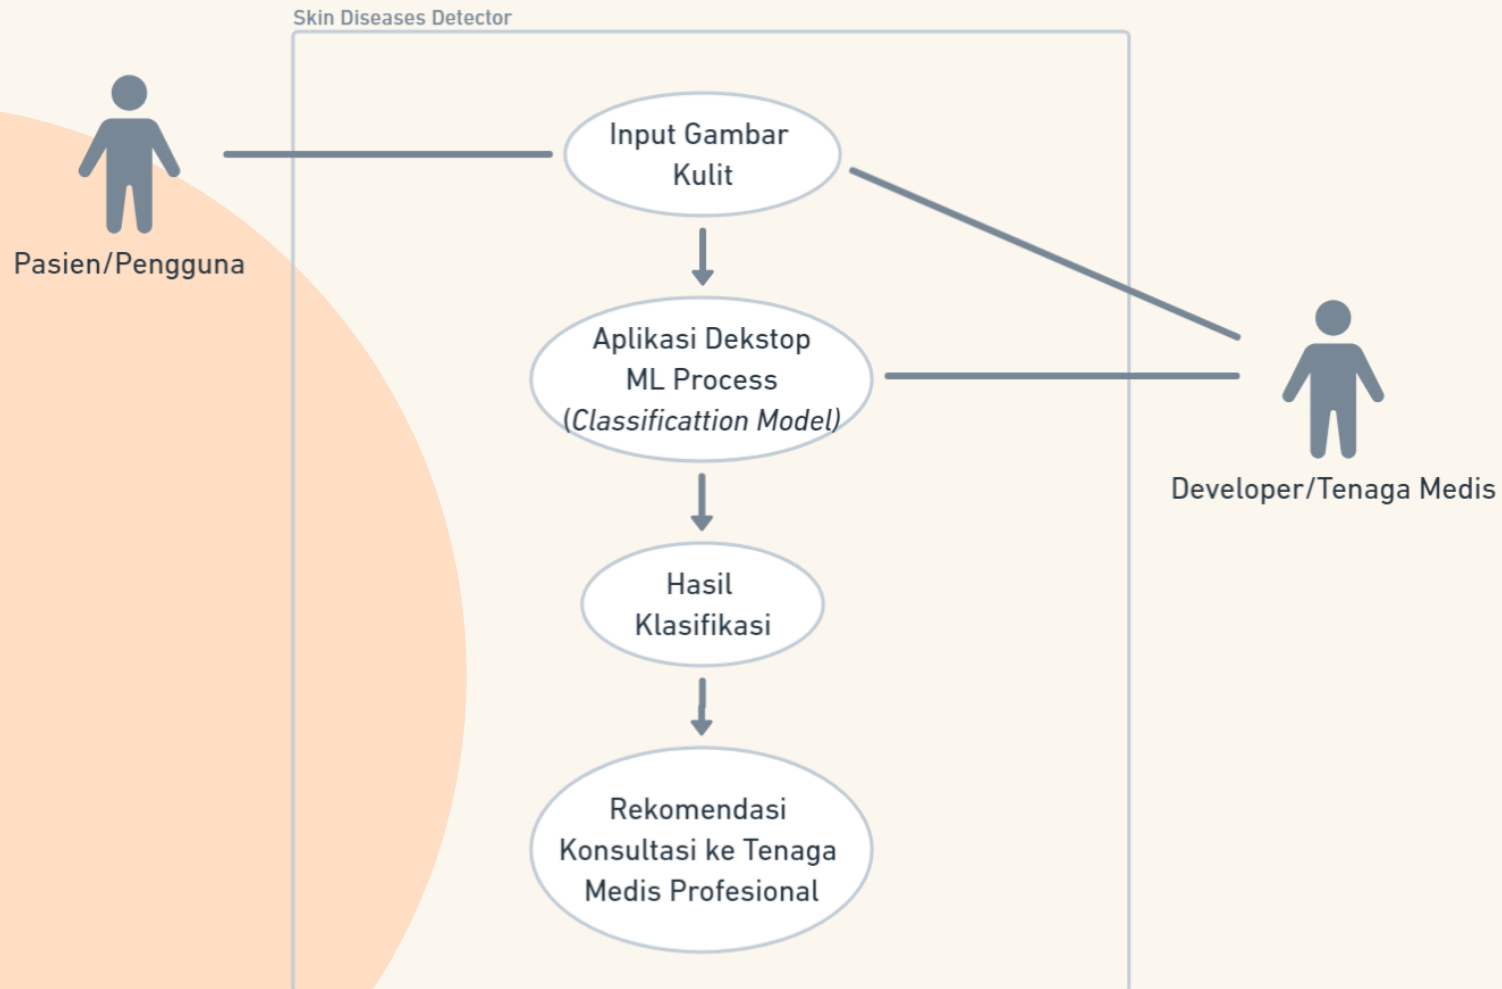 Skin Diseases Detector
Input Gambar
Kulit
Pasien/Pengguna
Aplikasi Dekstop
ML Process
(Classificattion Model)
Developer/Tenaga Medis
Hasil
Klasifikasi
Rekomendasi
Konsultasi ke Tenaga
Medis Profesional